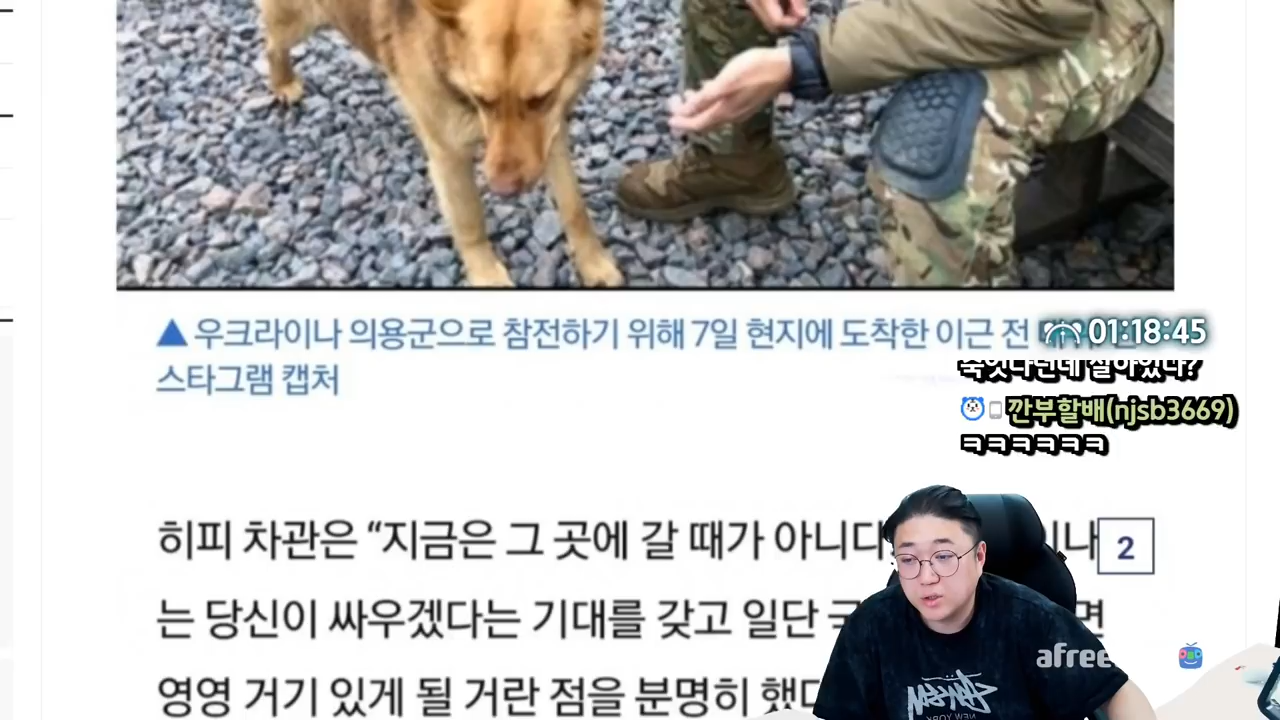 ▲ 우크라이나 의용군으로 참전하기 위해 7일 현지에 도착한 이근 전
스타그램 캡처
01:18:45
깐부할배(njsb3669)
ㅋㅋㅋㅋㅋㅋ
히피 차관은 “지금은 그 곳에 갈 때가 아니다
2
는 당신이 싸우겠다는 기대를 갖고 일단
영영 거기 있게 될 거란 점을 분명히 했다
afree
NEW YORK